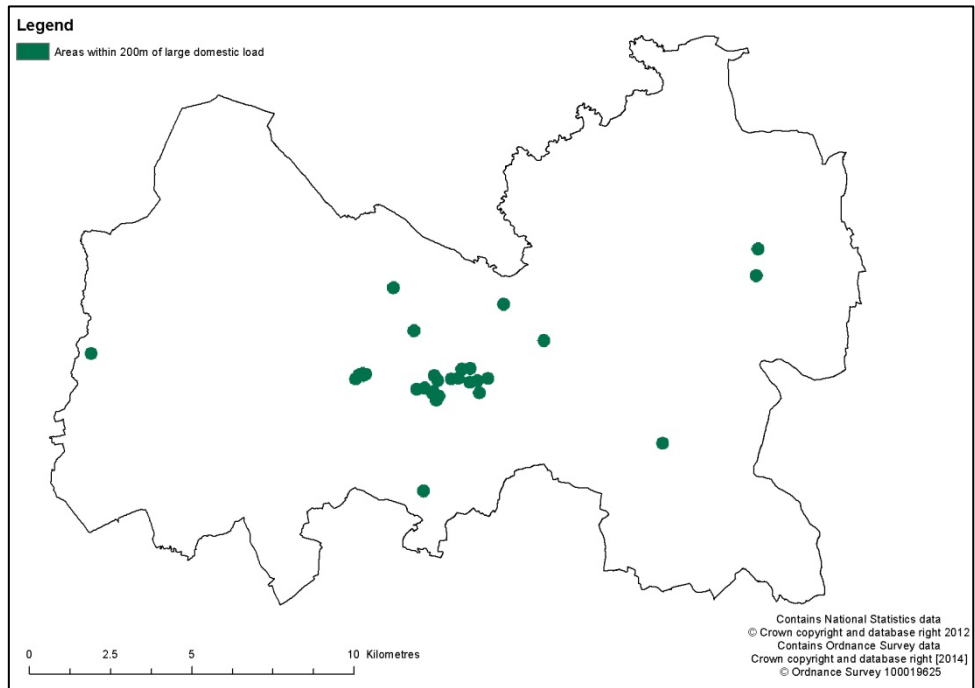 Legend
Areas within 200m of large domestic load
0 2.5 5 10 Kilometres
Contains National Statistics data
© Crown copyright and database right 2012
Contains Ordnance Survey data
Crown copyright and database right [2014]
© Ordnance Survey 100019625